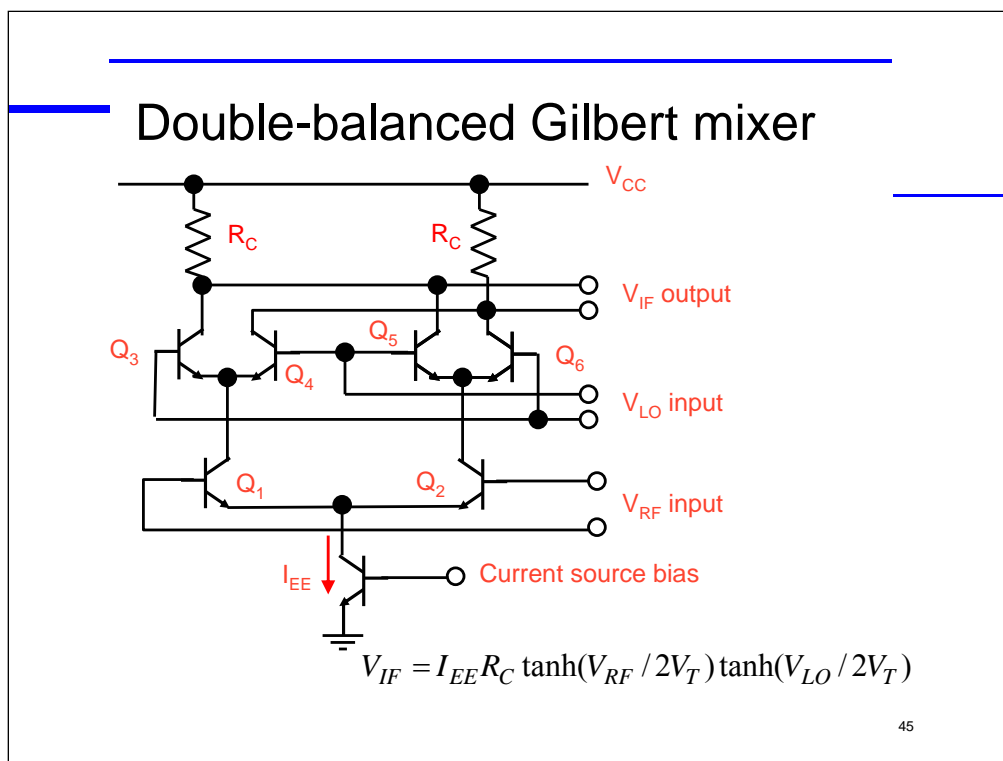 Double-balanced Gilbert mixer
V_CC
R_C R_C
V_IF output
Q_3 Q_4 Q_5 Q_6
V_LO input
Q_1 Q_2
V_RF input
I_EE Current source bias
V_IF = I_EE R_C tanh(V_RF / 2V_T) tanh(V_LO / 2V_T)
45